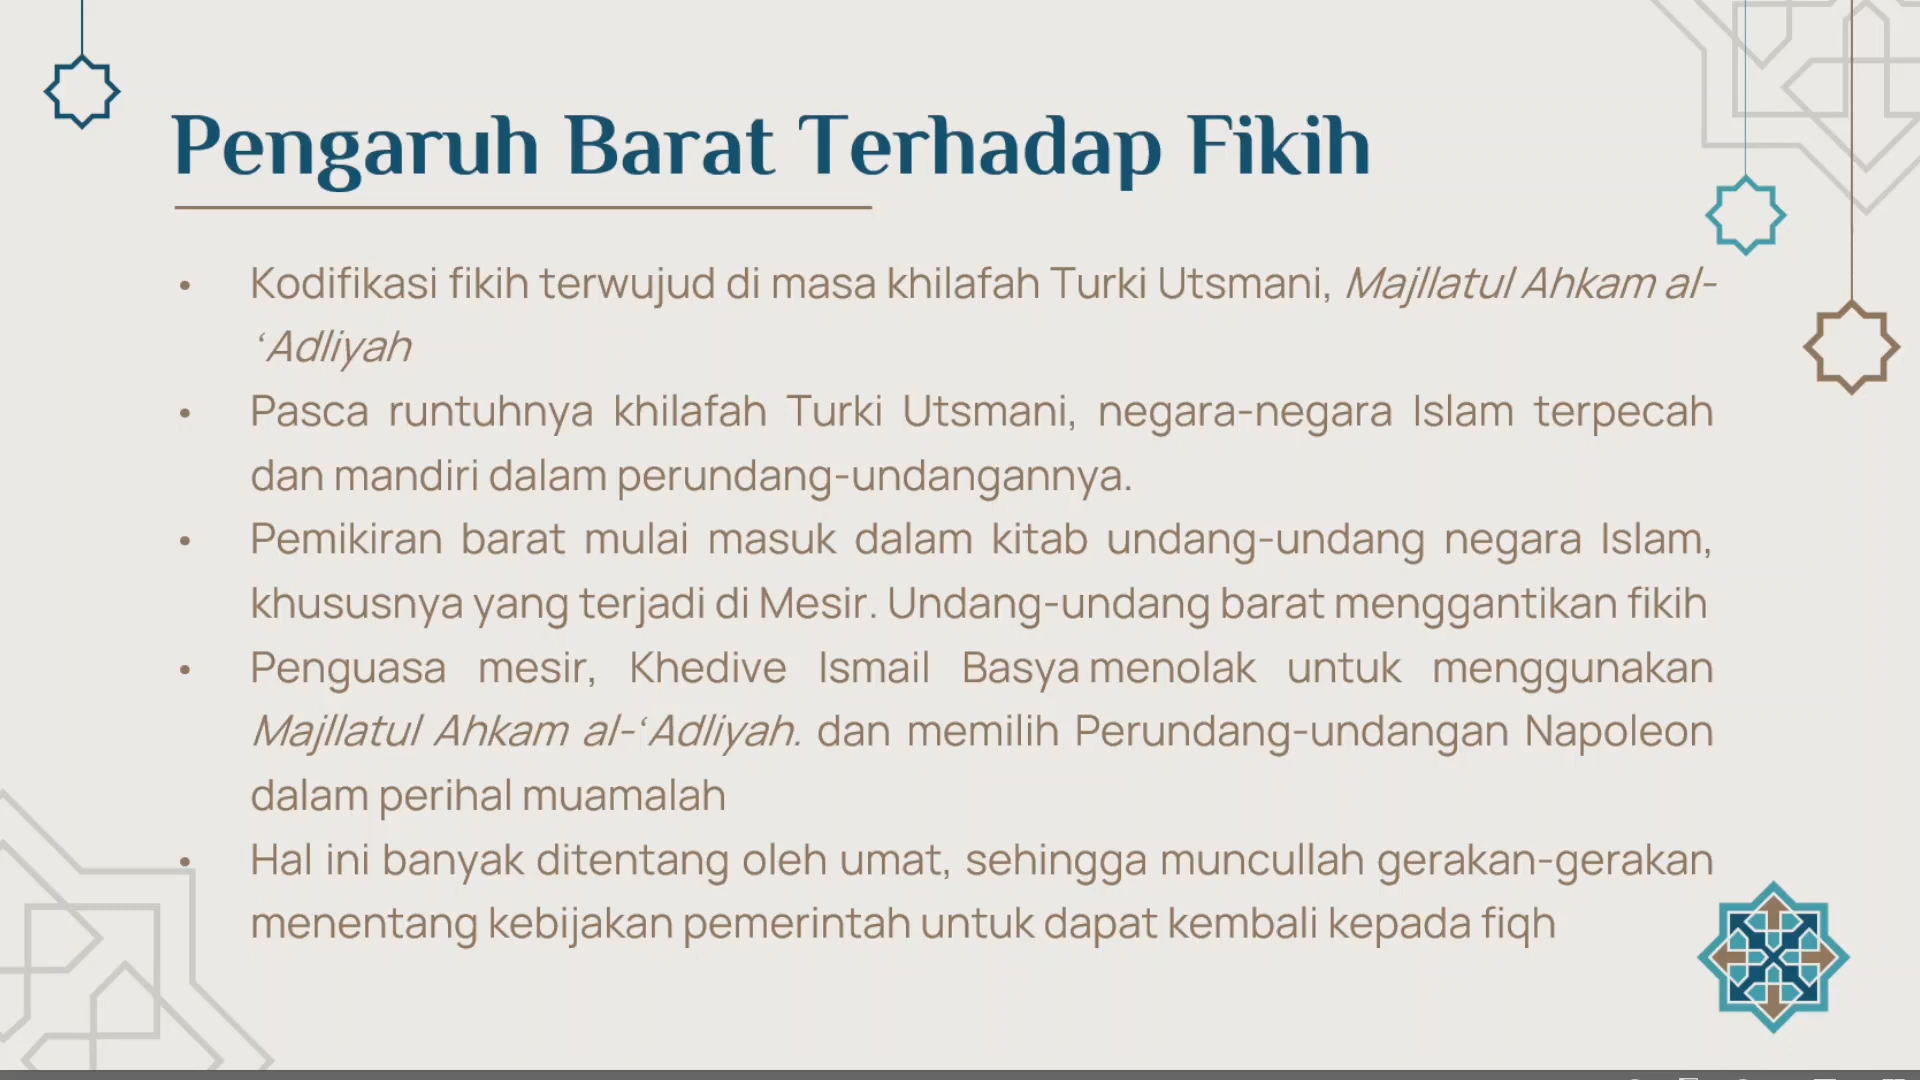 Pengaruh Barat Terhadap Fikih
• Kodifikasi fikih terwujud di masa khilafah Turki Utsmani, Majllatul Ahkam al-
‘Adliyah
• Pasca runtuhnya khilafah Turki Utsmani, negara-negara Islam terpecah
dan mandiri dalam perundang-undangannya.
• Pemikiran barat mulai masuk dalam kitab undang-undang negara Islam,
khususnya yang terjadi di Mesir. Undang-undang barat menggantikan fikih
• Penguasa mesir, Khedive Ismail Basya menolak untuk menggunakan
Majllatul Ahkam al-‘Adliyah. dan memilih Perundang-undangan Napoleon
dalam perihal muamalah
• Hal ini banyak ditentang oleh umat, sehingga muncullah gerakan-gerakan
menentang kebijakan pemerintah untuk dapat kembali kepada fiqh